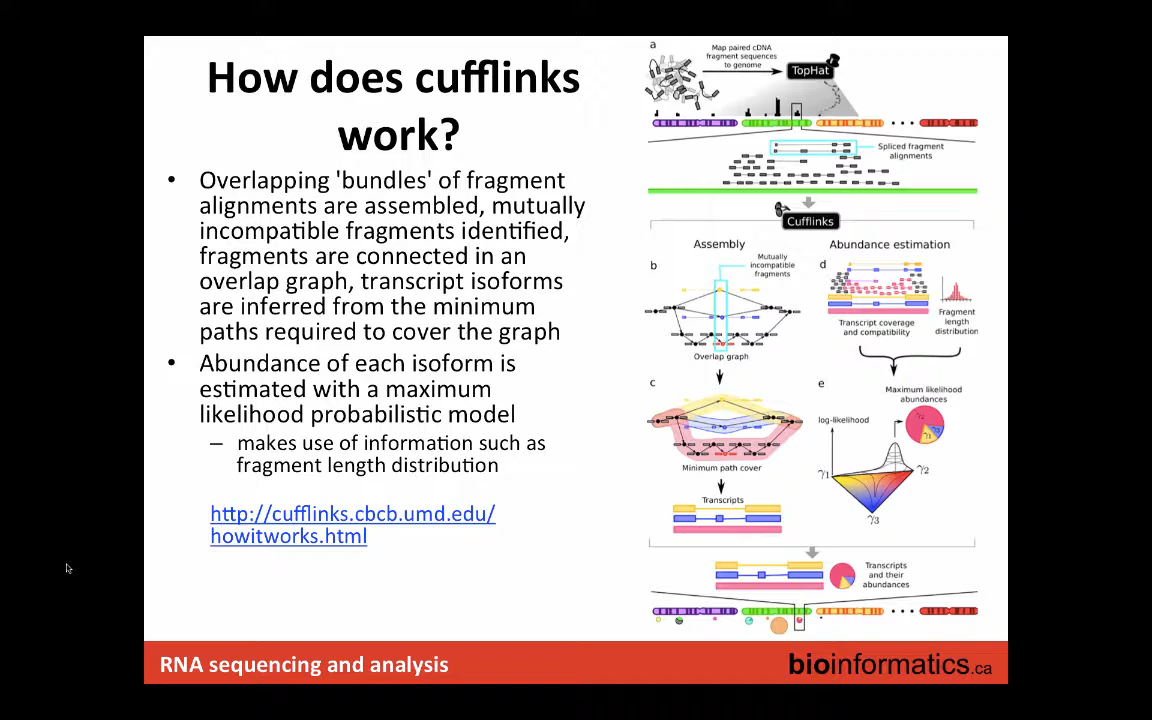 How does cufflinks
work?
• Overlapping 'bundles' of fragment
alignments are assembled, mutually
incompatible fragments identified,
fragments are connected in an
overlap graph, transcript isoforms
are inferred from the minimum
paths required to cover the graph
• Abundance of each isoform is
estimated with a maximum
likelihood probabilistic model
– makes use of information such as
fragment length distribution
http://cufflinks.cbcb.umd.edu/
howitworks.html
a
Map paired cDNA
fragment sequences
to genome
TopHat
Spliced fragment
alignments
Cufflinks
Assembly
Abundance estimation
b
Mutually
incompatible
fragments
Overlap graph
d
Transcript coverage
and compatibility
Fragment
length
distribution
c
Minimum path cover
Transcripts
e
Maximum likelihood
abundances
log-likelihood
γ1
γ2
γ3
Transcripts
and their
abundances
RNA sequencing and analysis
bioinformatics.ca